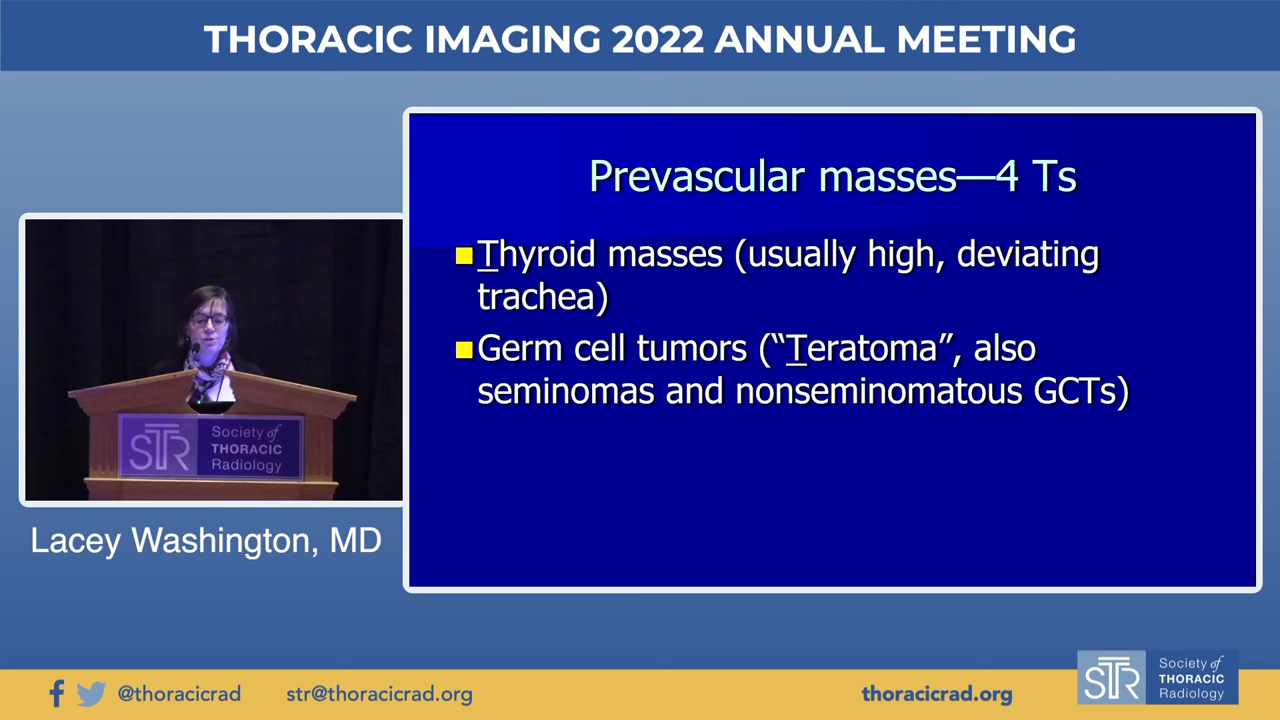 THORACIC IMAGING 2022 ANNUAL MEETING
Prevascular masses—4 Ts
Thyroid masses (usually high, deviating
trachea)
Germ cell tumors (“Teratoma”, also
seminomas and nonseminomatous GCTs)
STR
Society of
THORACIC
Radiology
Lacey Washington, MD
@thoracicrad
str@thoracicrad.org
thoracicrad.org
STR
Society of
THORACIC
Radiology